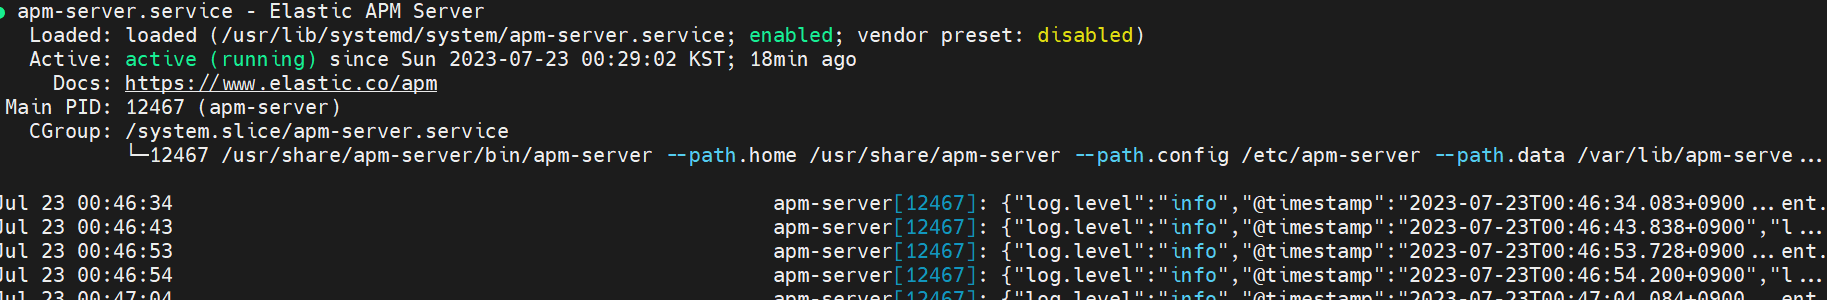 ● apm-server.service - Elastic APM Server
Loaded: loaded (/usr/lib/systemd/system/apm-server.service; enabled; vendor preset: disabled)
Active: active (running) since Sun 2023-07-23 00:29:02 KST; 18min ago
Docs: https://www.elastic.co/apm
Main PID: 12467 (apm-server)
CGroup: /system.slice/apm-server.service
└─12467 /usr/share/apm-server/bin/apm-server --path.home /usr/share/apm-server --path.config /etc/apm-server --path.data /var/lib/apm-serve...
Jul 23 00:46:34 apm-server[12467]: {"log.level":"info","@timestamp":"2023-07-23T00:46:34.083+0900...ent.
Jul 23 00:46:43 apm-server[12467]: {"log.level":"info","@timestamp":"2023-07-23T00:46:43.838+0900","l...
Jul 23 00:46:53 apm-server[12467]: {"log.level":"info","@timestamp":"2023-07-23T00:46:53.728+0900...ent.
Jul 23 00:46:54 apm-server[12467]: {"log.level":"info","@timestamp":"2023-07-23T00:46:54.200+0900","l...
Jul 23 00:47:04 apm-server[12467]: {"log.level":"info","@timestamp":"2023-07-23T00:47:04.084+0900...ent.